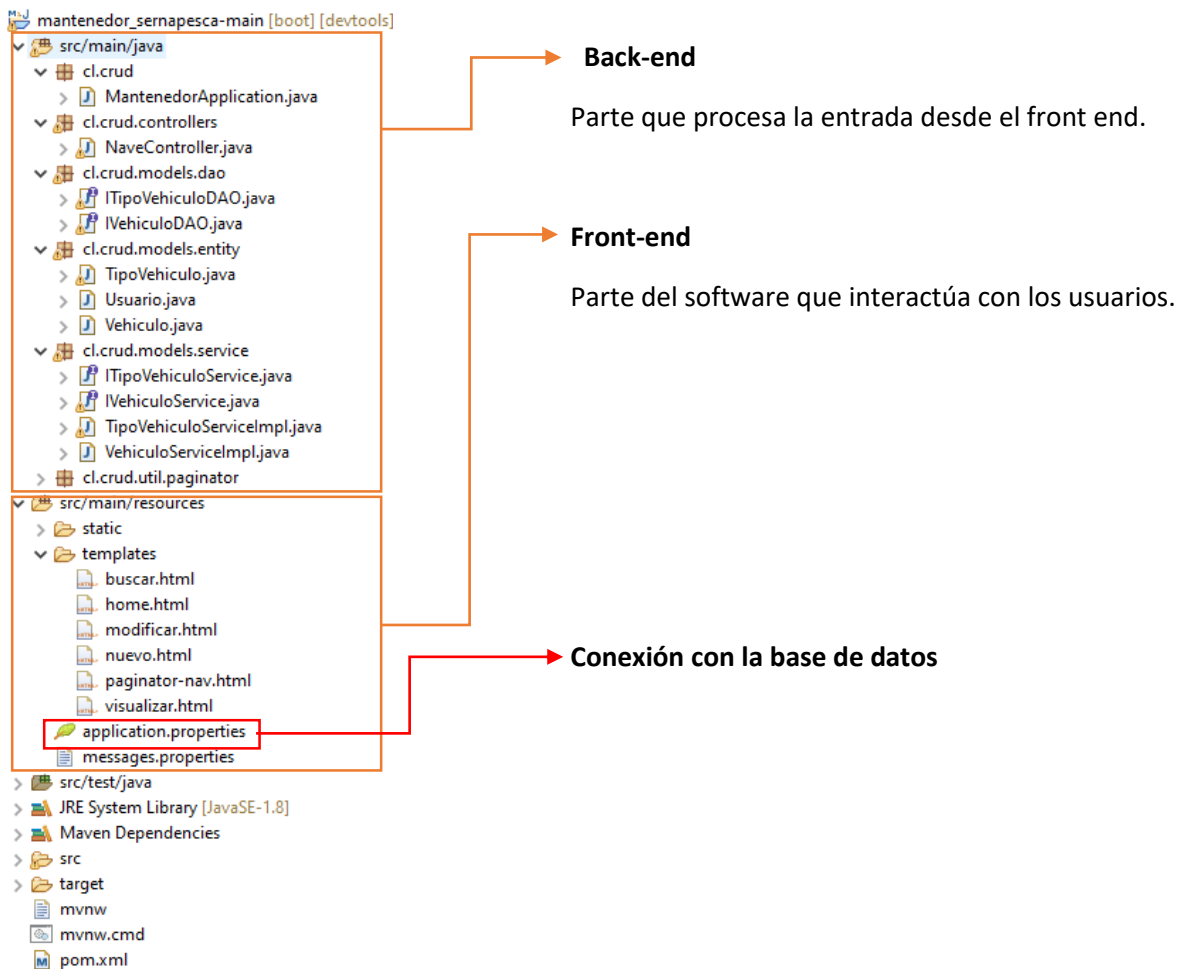 mantenedor_sernapesca-main [boot] [devtools]
src/main/java
cl.crud
MantenedorApplication.java
cl.crud.controllers
NaveController.java
cl.crud.models.dao
ITipoVehiculoDAO.java
IVehiculoDAO.java
cl.crud.models.entity
TipoVehiculo.java
Usuario.java
Vehiculo.java
cl.crud.models.service
ITipoVehiculoService.java
IVehiculoService.java
TipoVehiculoServiceImpl.java
VehiculoServiceImpl.java
cl.crud.util.paginator
src/main/resources
static
templates
buscar.html
home.html
modificar.html
nuevo.html
paginator-nav.html
visualizar.html
application.properties
messages.properties
src/test/java
JRE System Library [JavaSE-1.8]
Maven Dependencies
src
target
mvnw
mvnw.cmd
pom.xml
Back-end
Parte que procesa la entrada desde el front end.
Front-end
Parte del software que interactúa con los usuarios.
Conexión con la base de datos